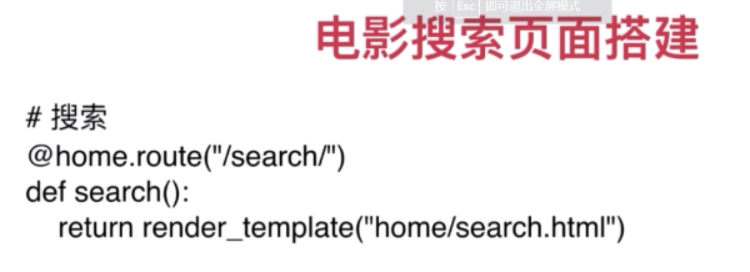 按 Esc 即可退出全屏模式
电影搜索页面搭建
# 搜索
@home.route("/search/")
def search():
return render_template("home/search.html")